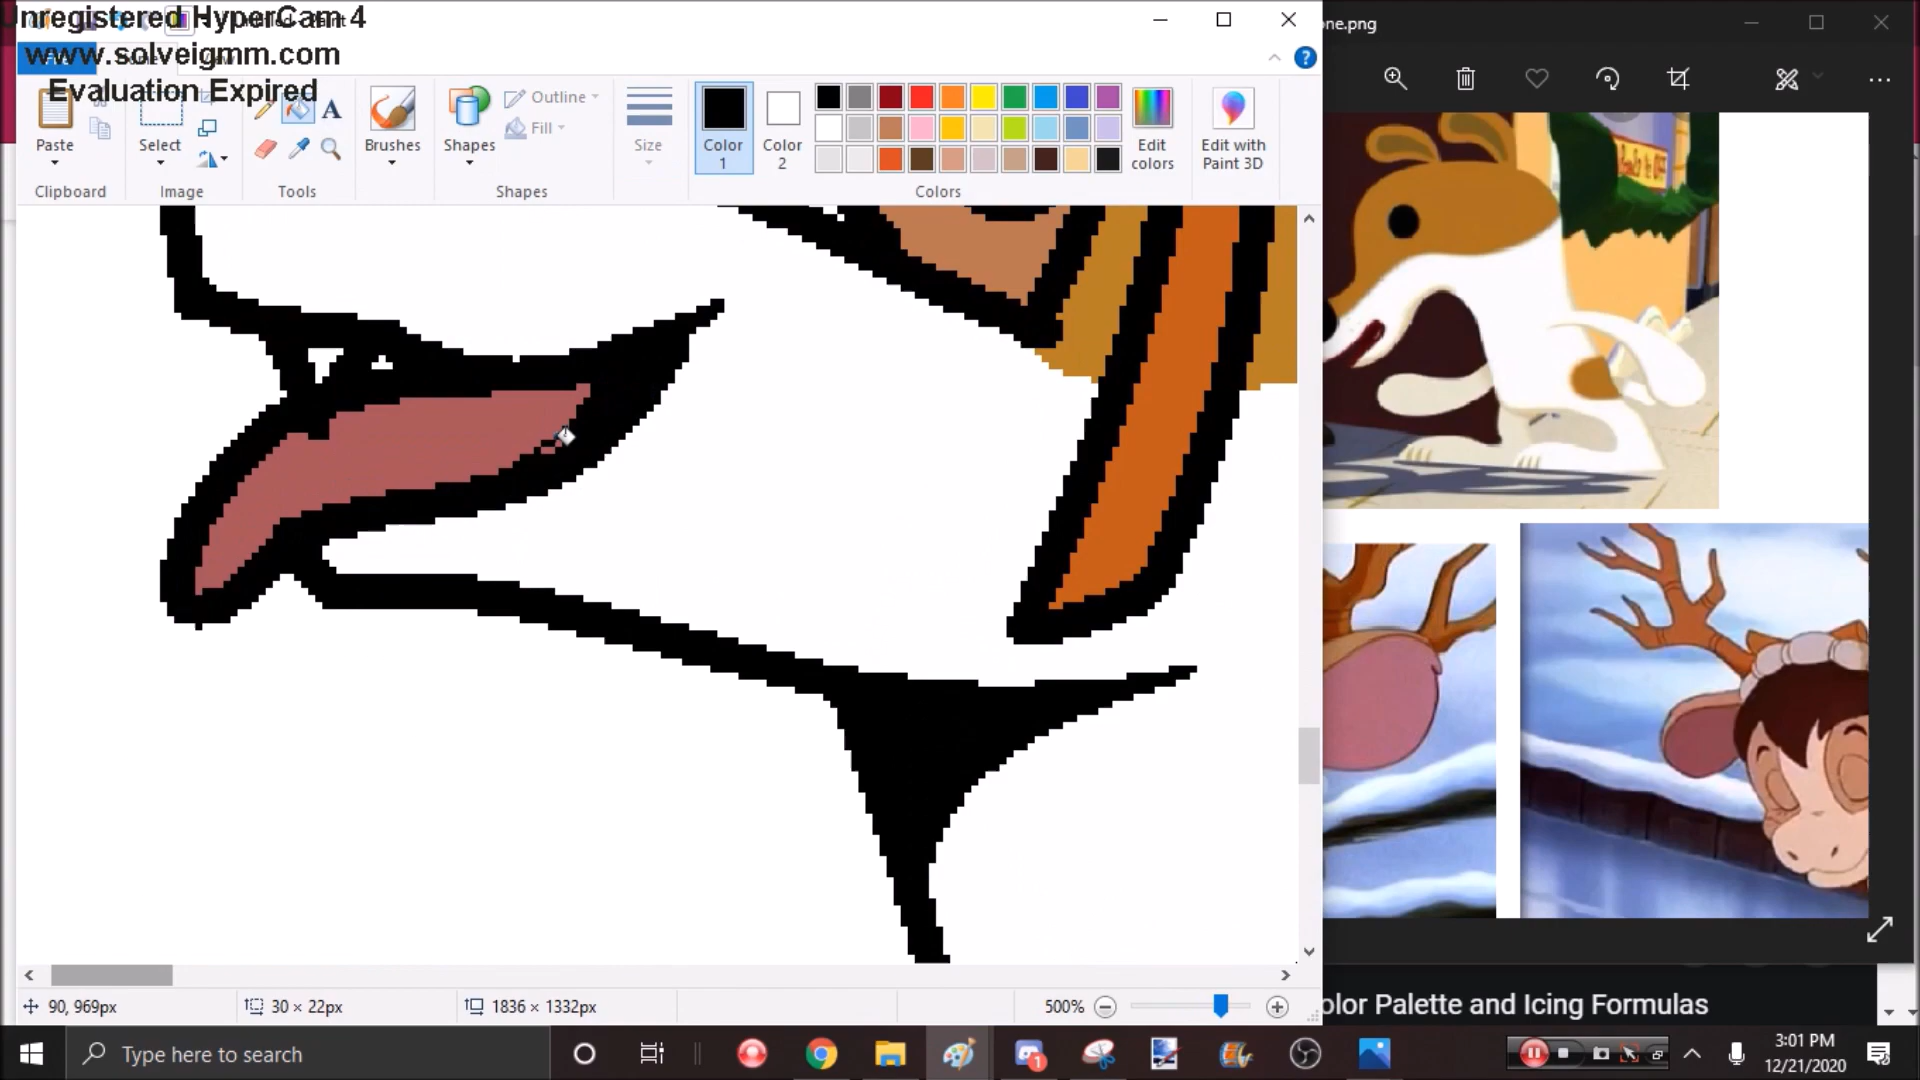 Unregistered HyperCam 4
www.solveigmm.com
Evaluation Expired
one.png
Paste
Select
Brushes
Shapes
Outline
Fill
Size
Color
1
Color
2
Edit
colors
Edit with
Paint 3D
Clipboard
Image
Tools
Shapes
Colors
90, 969px
30 × 22px
1836 × 1332px
500%
olor Palette and Icing Formulas
Type here to search
1
3:01 PM
12/21/2020